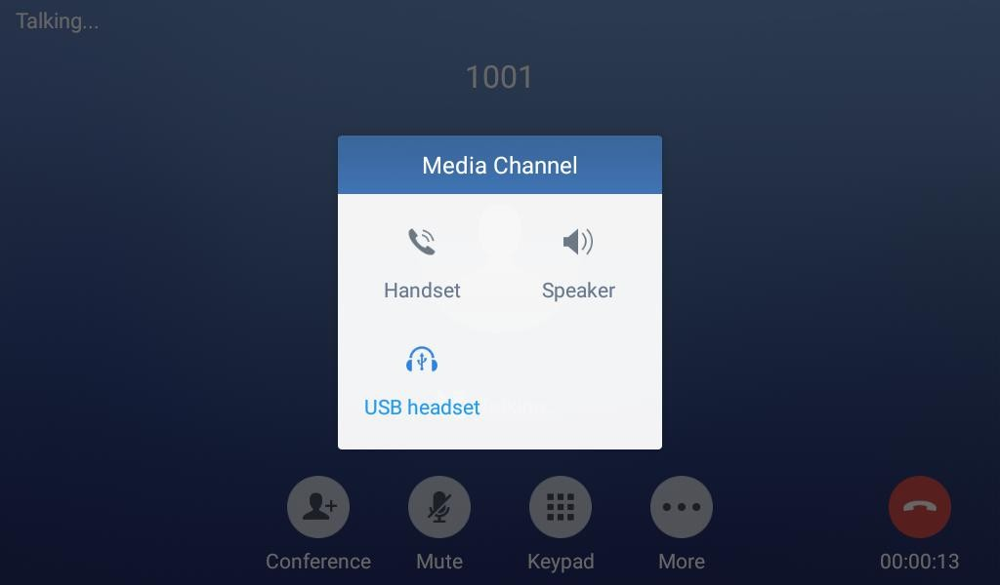 Talking...
1001
Media Channel
Handset
Speaker
USB headset
Conference
Mute
Keypad
More
00:00:13